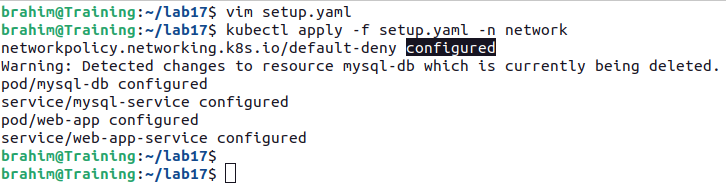 brahim@Training:~/lab17$ vim setup.yaml
brahim@Training:~/lab17$ kubectl apply -f setup.yaml -n network
networkpolicy.networking.k8s.io/default-deny configured
Warning: Detected changes to resource mysql-db which is currently being deleted.
pod/mysql-db configured
service/mysql-service configured
pod/web-app configured
service/web-app-service configured
brahim@Training:~/lab17$
brahim@Training:~/lab17$